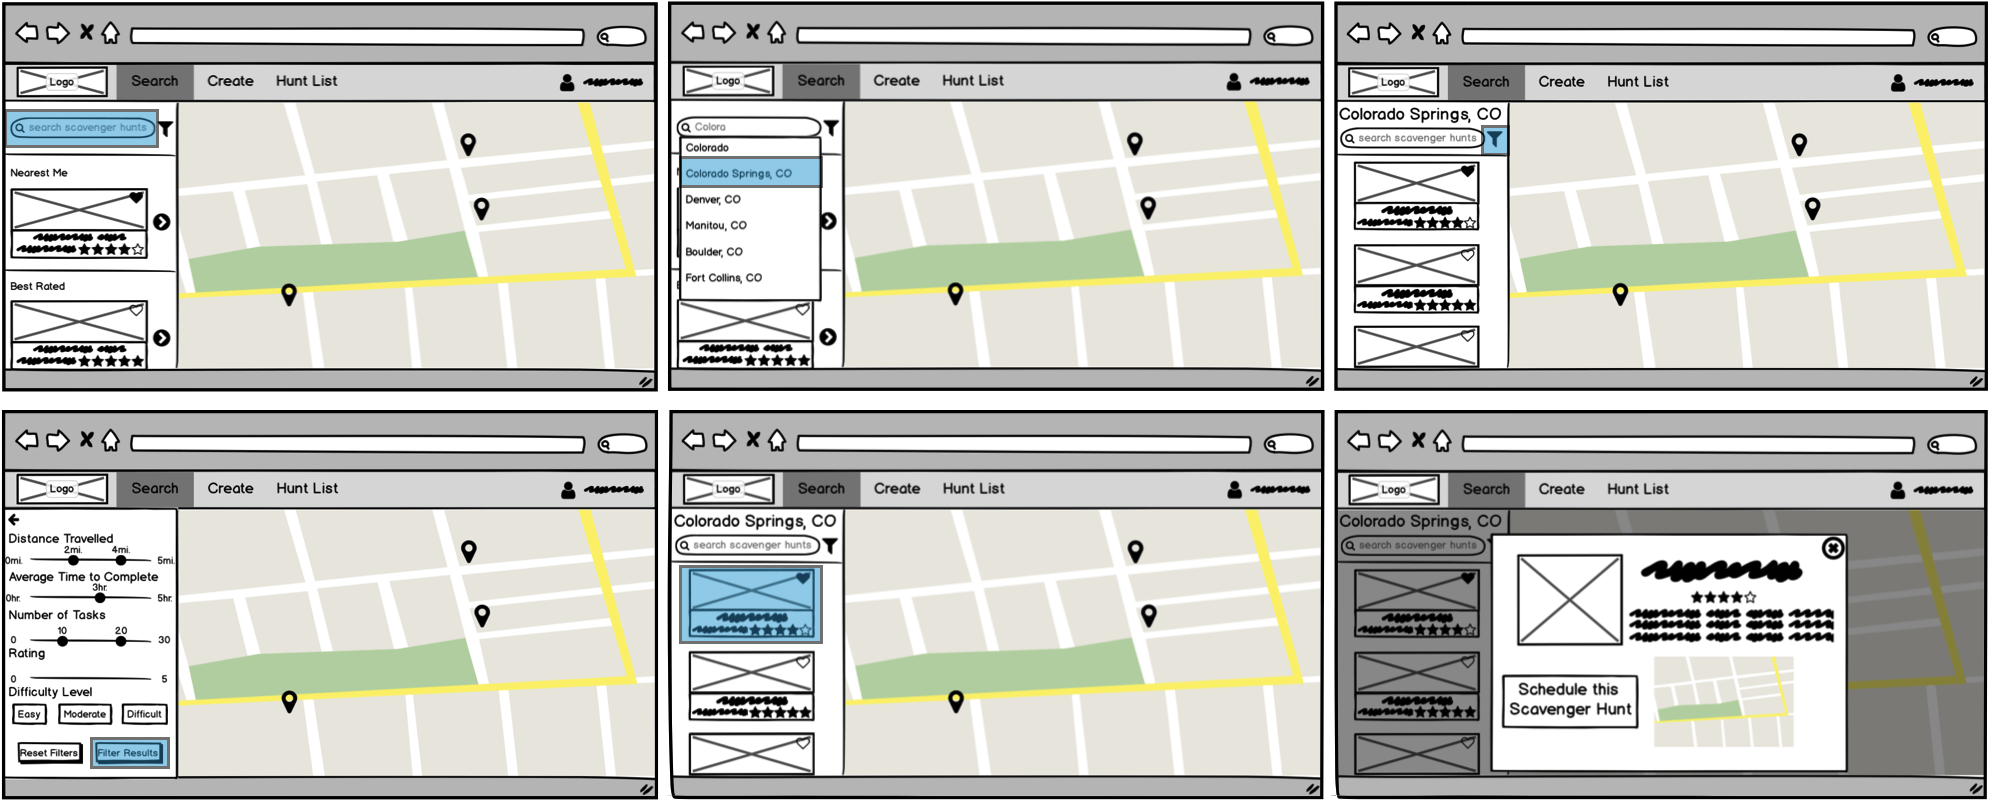 Logo Search Create Hunt List
search scavenger hunts
Nearest Me
Best Rated
Logo Search Create Hunt List
Colora
Colorado
Colorado Springs, CO
Denver, CO
Manitou, CO
Boulder, CO
Fort Collins, CO
Logo Search Create Hunt List
Colorado Springs, CO
search scavenger hunts
Logo Search Create Hunt List
Distance Travelled
2mi. 4mi.
0mi. 5mi.
Average Time to Complete
3hr.
0hr. 5hr.
Number of Tasks
10 20
0 30
Rating
0 5
Difficulty Level
Easy Moderate Difficult
Reset Filters Filter Results
Logo Search Create Hunt List
Colorado Springs, CO
search scavenger hunts
Logo Search Create Hunt List
Colorado Springs, CO
search scavenger hunts
Schedule this
Scavenger Hunt